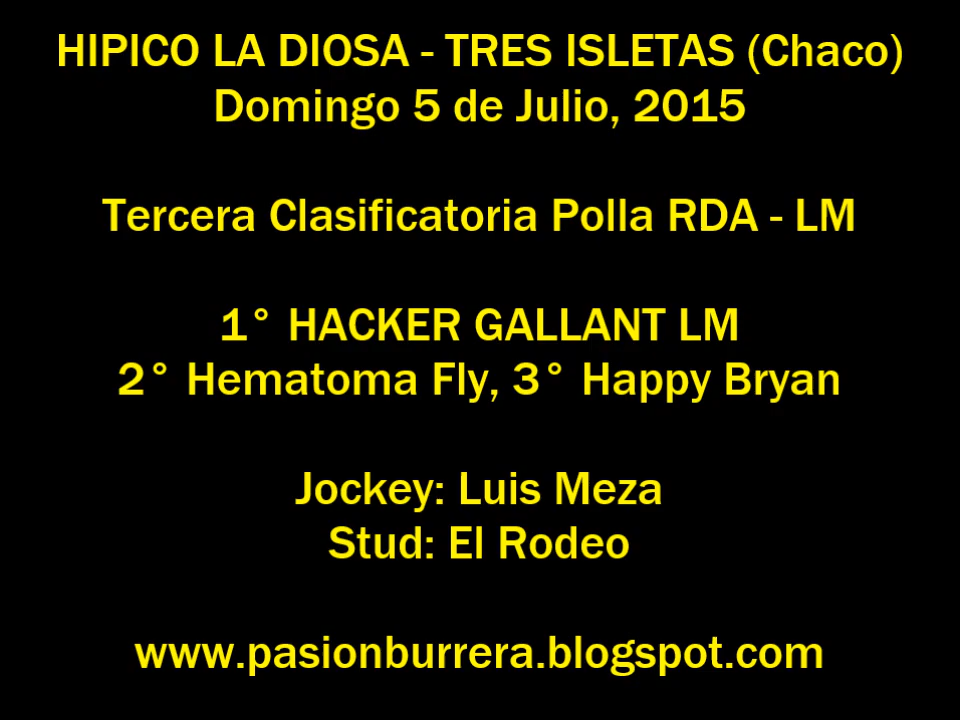 HIPICO LA DIOSA - TRES ISLETAS (Chaco)
Domingo 5 de Julio, 2015
Tercera Clasificatoria Polla RDA - LM
1° HACKER GALLANT LM
2° Hematoma Fly, 3° Happy Bryan
Jockey: Luis Meza
Stud: El Rodeo
www.pasionburrera.blogspot.com